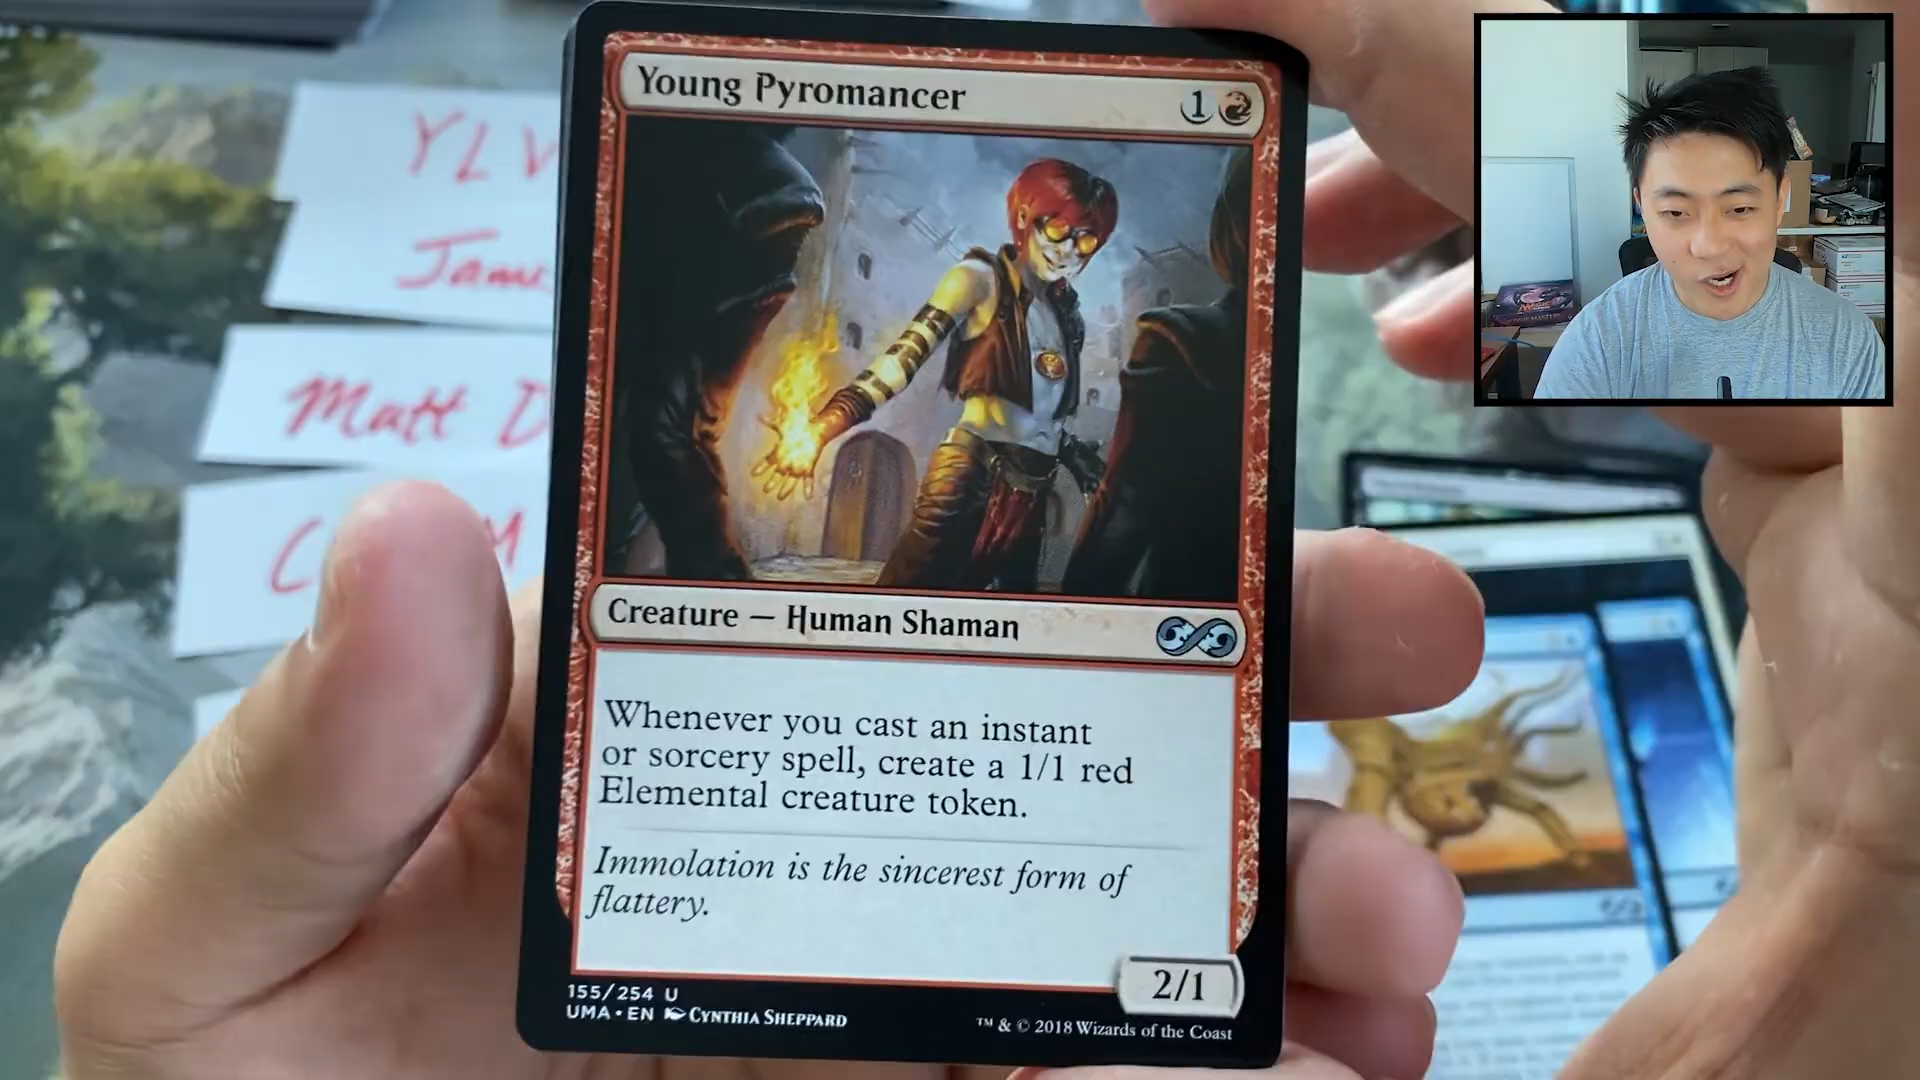 YLV
Jame
Matt D
Young Pyromancer
1
Creature — Human Shaman
Whenever you cast an instant
or sorcery spell, create a 1/1 red
Elemental creature token.
Immolation is the sincerest form of
flattery.
2/1
155/254 U
UMA • EN CYNTHIA SHEPPARD
™ & © 2018 Wizards of the Coast
MAGIC